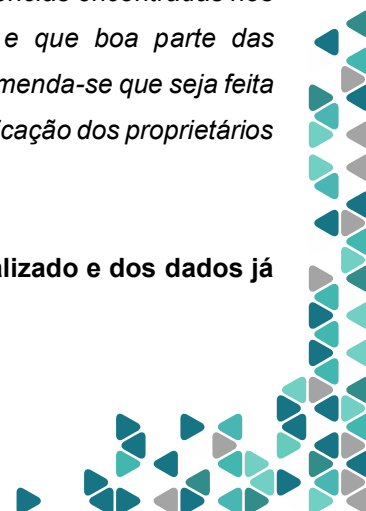 e que boa parte das
menda-se que seja feita
icação dos proprietários
alizado e dos dados já